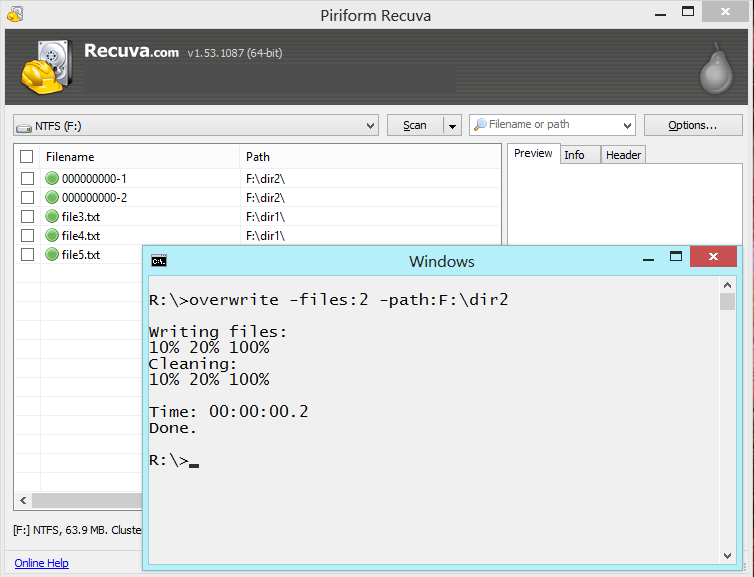 Piriform Recuva
Recuva.com v1.53.1087 (64-bit)
NTFS (F:)
Scan
Filename or path
Options...
Filename Path
000000000-1 F:\dir2\
000000000-2 F:\dir2\
file3.txt F:\dir1\
file4.txt F:\dir1\
file5.txt
Preview Info Header
C:\.
Windows
R:\>overwrite -files:2 -path:F:\dir2
Writing files:
10% 20% 100%
Cleaning:
10% 20% 100%
Time: 00:00:00.2
Done.
R:\>_
[F:] NTFS, 63.9 MB. Cluste
Online Help